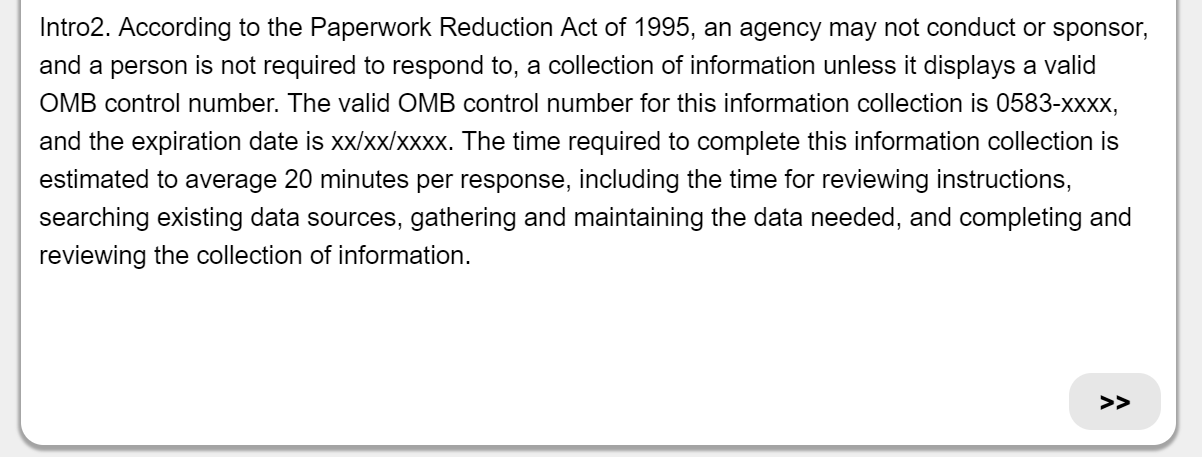 Intro2. According to the Paperwork Reduction Act of 1995, an agency may not conduct or sponsor,
and a person is not required to respond to, a collection of information unless it displays a valid
OMB control number. The valid OMB control number for this information collection is 0583-xxxx,
and the expiration date is xx/xx/xxxx. The time required to complete this information collection is
estimated to average 20 minutes per response, including the time for reviewing instructions,
searching existing data sources, gathering and maintaining the data needed, and completing and
reviewing the collection of information.
>>